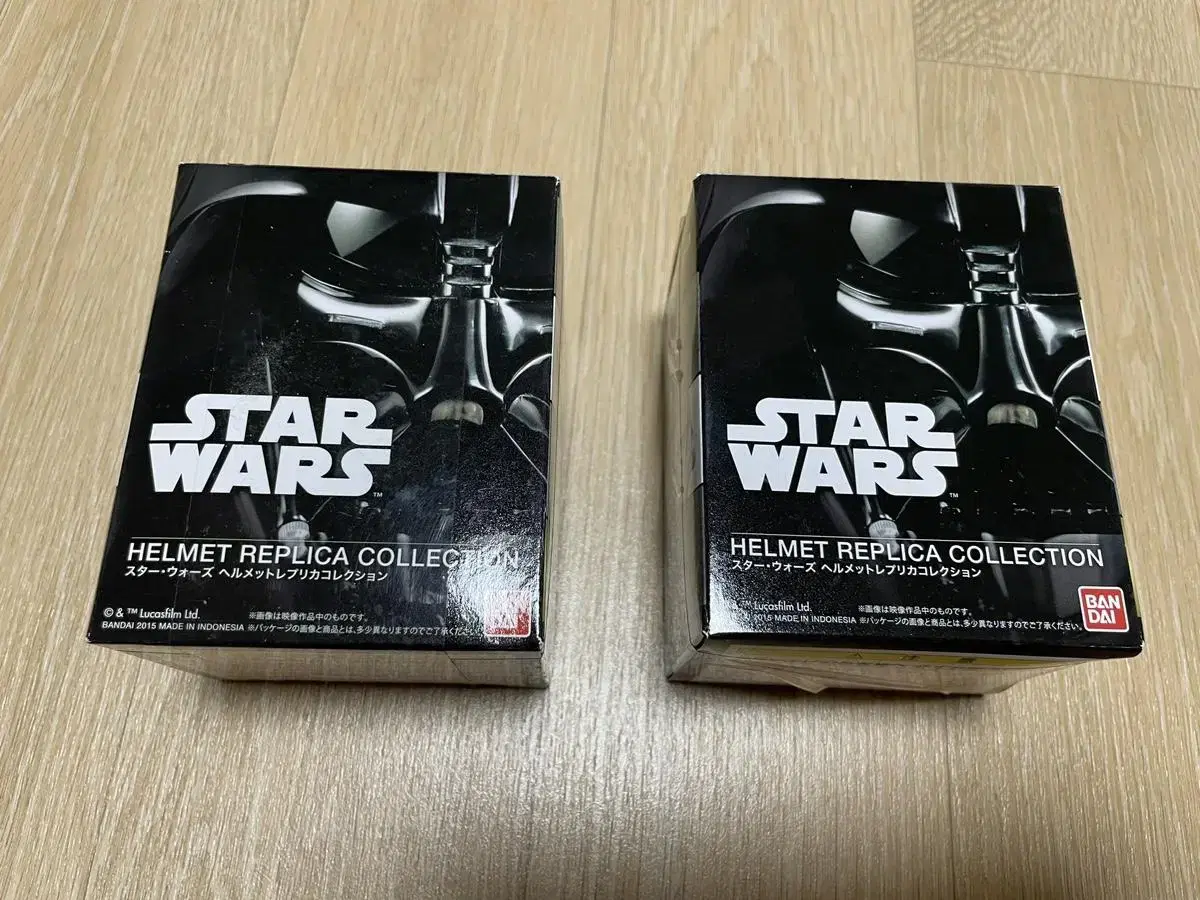 STAR
WARS
™
HELMET REPLICA COLLECTION
スター・ウォーズ ヘルメットレプリカコレクション
© & ™ Lucasfilm Ltd.
※画像は映像作品中のものです。
BANDAI 2015 MADE IN INDONESIA ※パッケージの画像と商品とは、多少異なりますのでご了承ください。
BAN
DAI
STAR
WARS
™
HELMET REPLICA COLLECTION
スター・ウォーズ ヘルメットレプリカコレクション
™ Lucasfilm Ltd.
※画像は映像作品中のものです。
2015 MADE IN INDONESIA ※パッケージの画像と商品とは、多少異なりますのでご了承ください。
BAN
DAI
注意